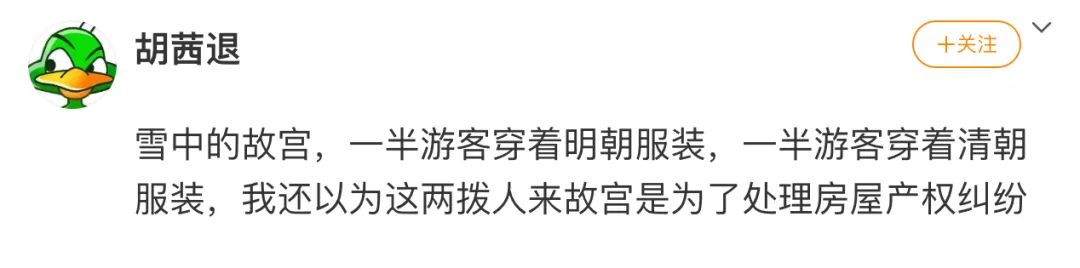 胡茜退
+关注
雪中的故宫，一半游客穿着明朝服装，一半游客穿着清朝
服装，我还以为这两拨人来故宫是为了处理房屋产权纠纷